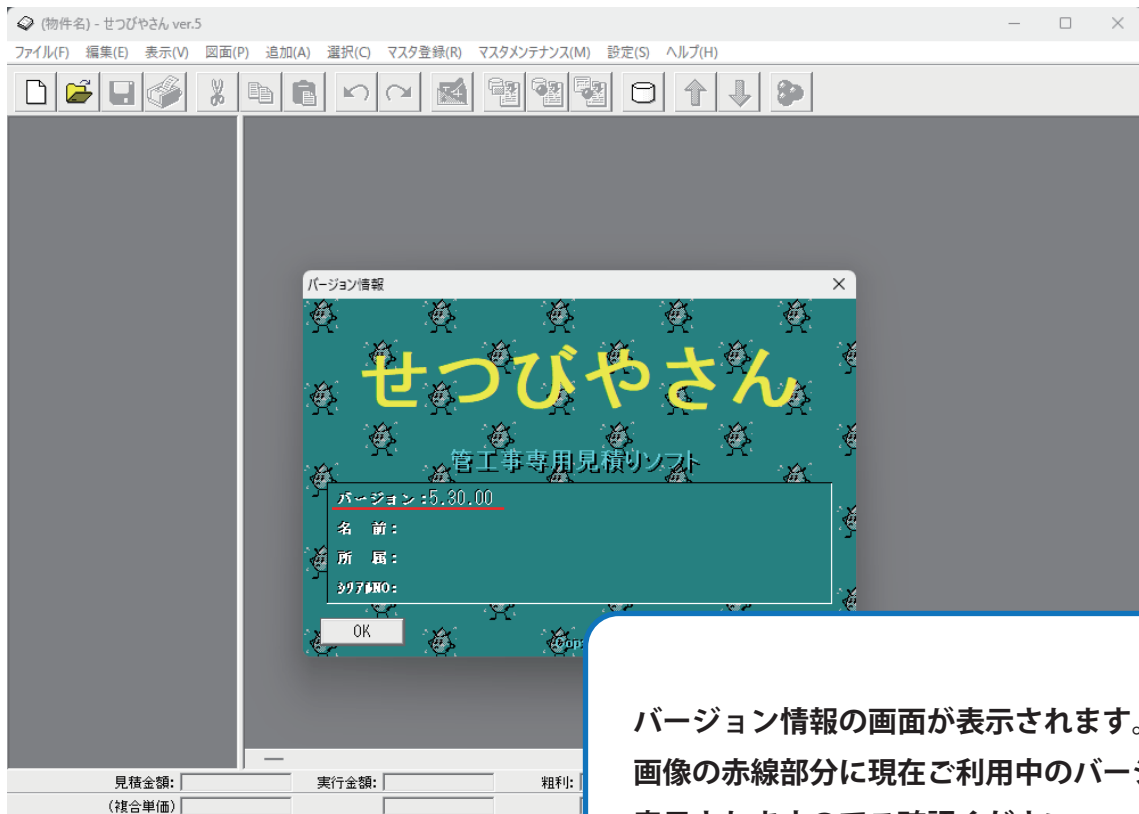 (物件名) - せつびやさん ver.5
ファイル(F) 編集(E) 表示(V) 図面(P) 追加(A) 選択(C) マスタ登録(R) マスタメンテナンス(M) 設定(S) ヘルプ(H)
バージョン情報
せつびやさん
管工事専用見積りソフト
バージョン:5.30.00
名 前:
所 属:
ｼﾘｱﾙNO:
OK
バージョン情報の画面が表示されます。
画像の赤線部分に現在ご利用中のバージ
見積金額: 実行金額: 粗利:
(複合単価)